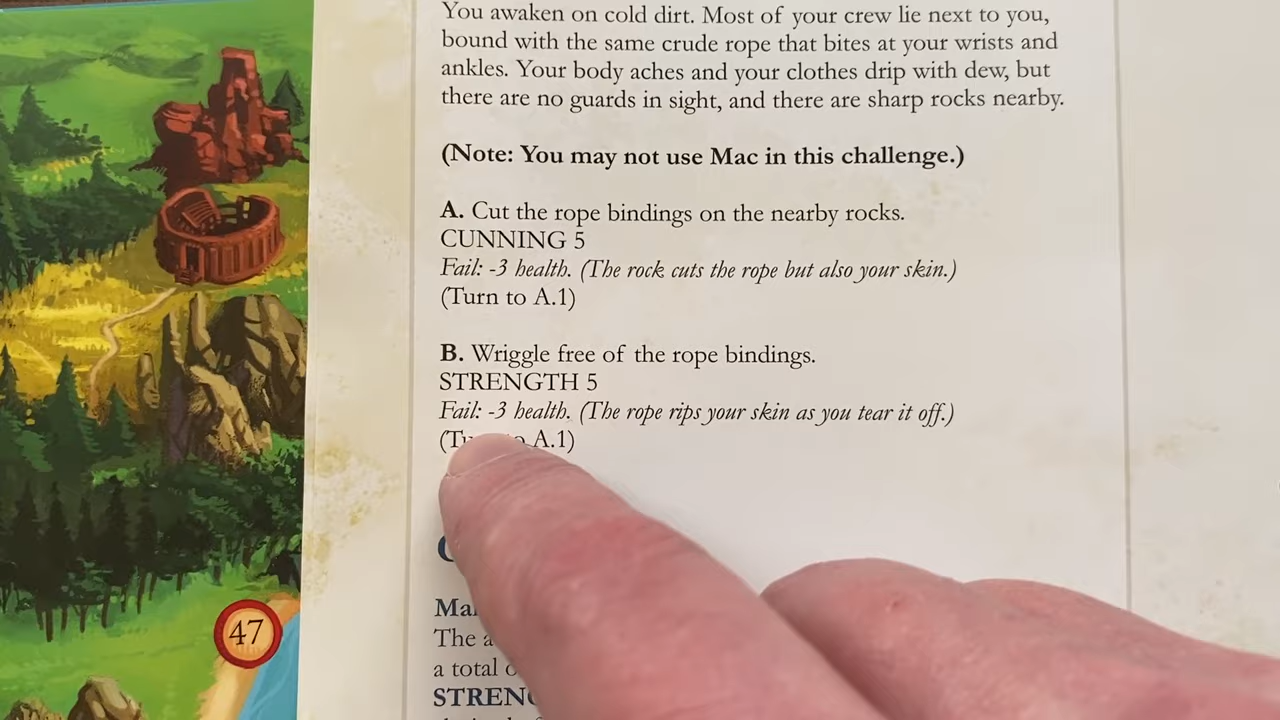 You awaken on cold dirt. Most of your crew lie next to you,
bound with the same crude rope that bites at your wrists and
ankles. Your body aches and your clothes drip with dew, but
there are no guards in sight, and there are sharp rocks nearby.
(Note: You may not use Mac in this challenge.)
A. Cut the rope bindings on the nearby rocks.
CUNNING 5
Fail: -3 health. (The rock cuts the rope but also your skin.)
(Turn to A.1)
B. Wriggle free of the rope bindings.
STRENGTH 5
Fail: -3 health. (The rope rips your skin as you tear it off.)
A.1)
The
a total
47